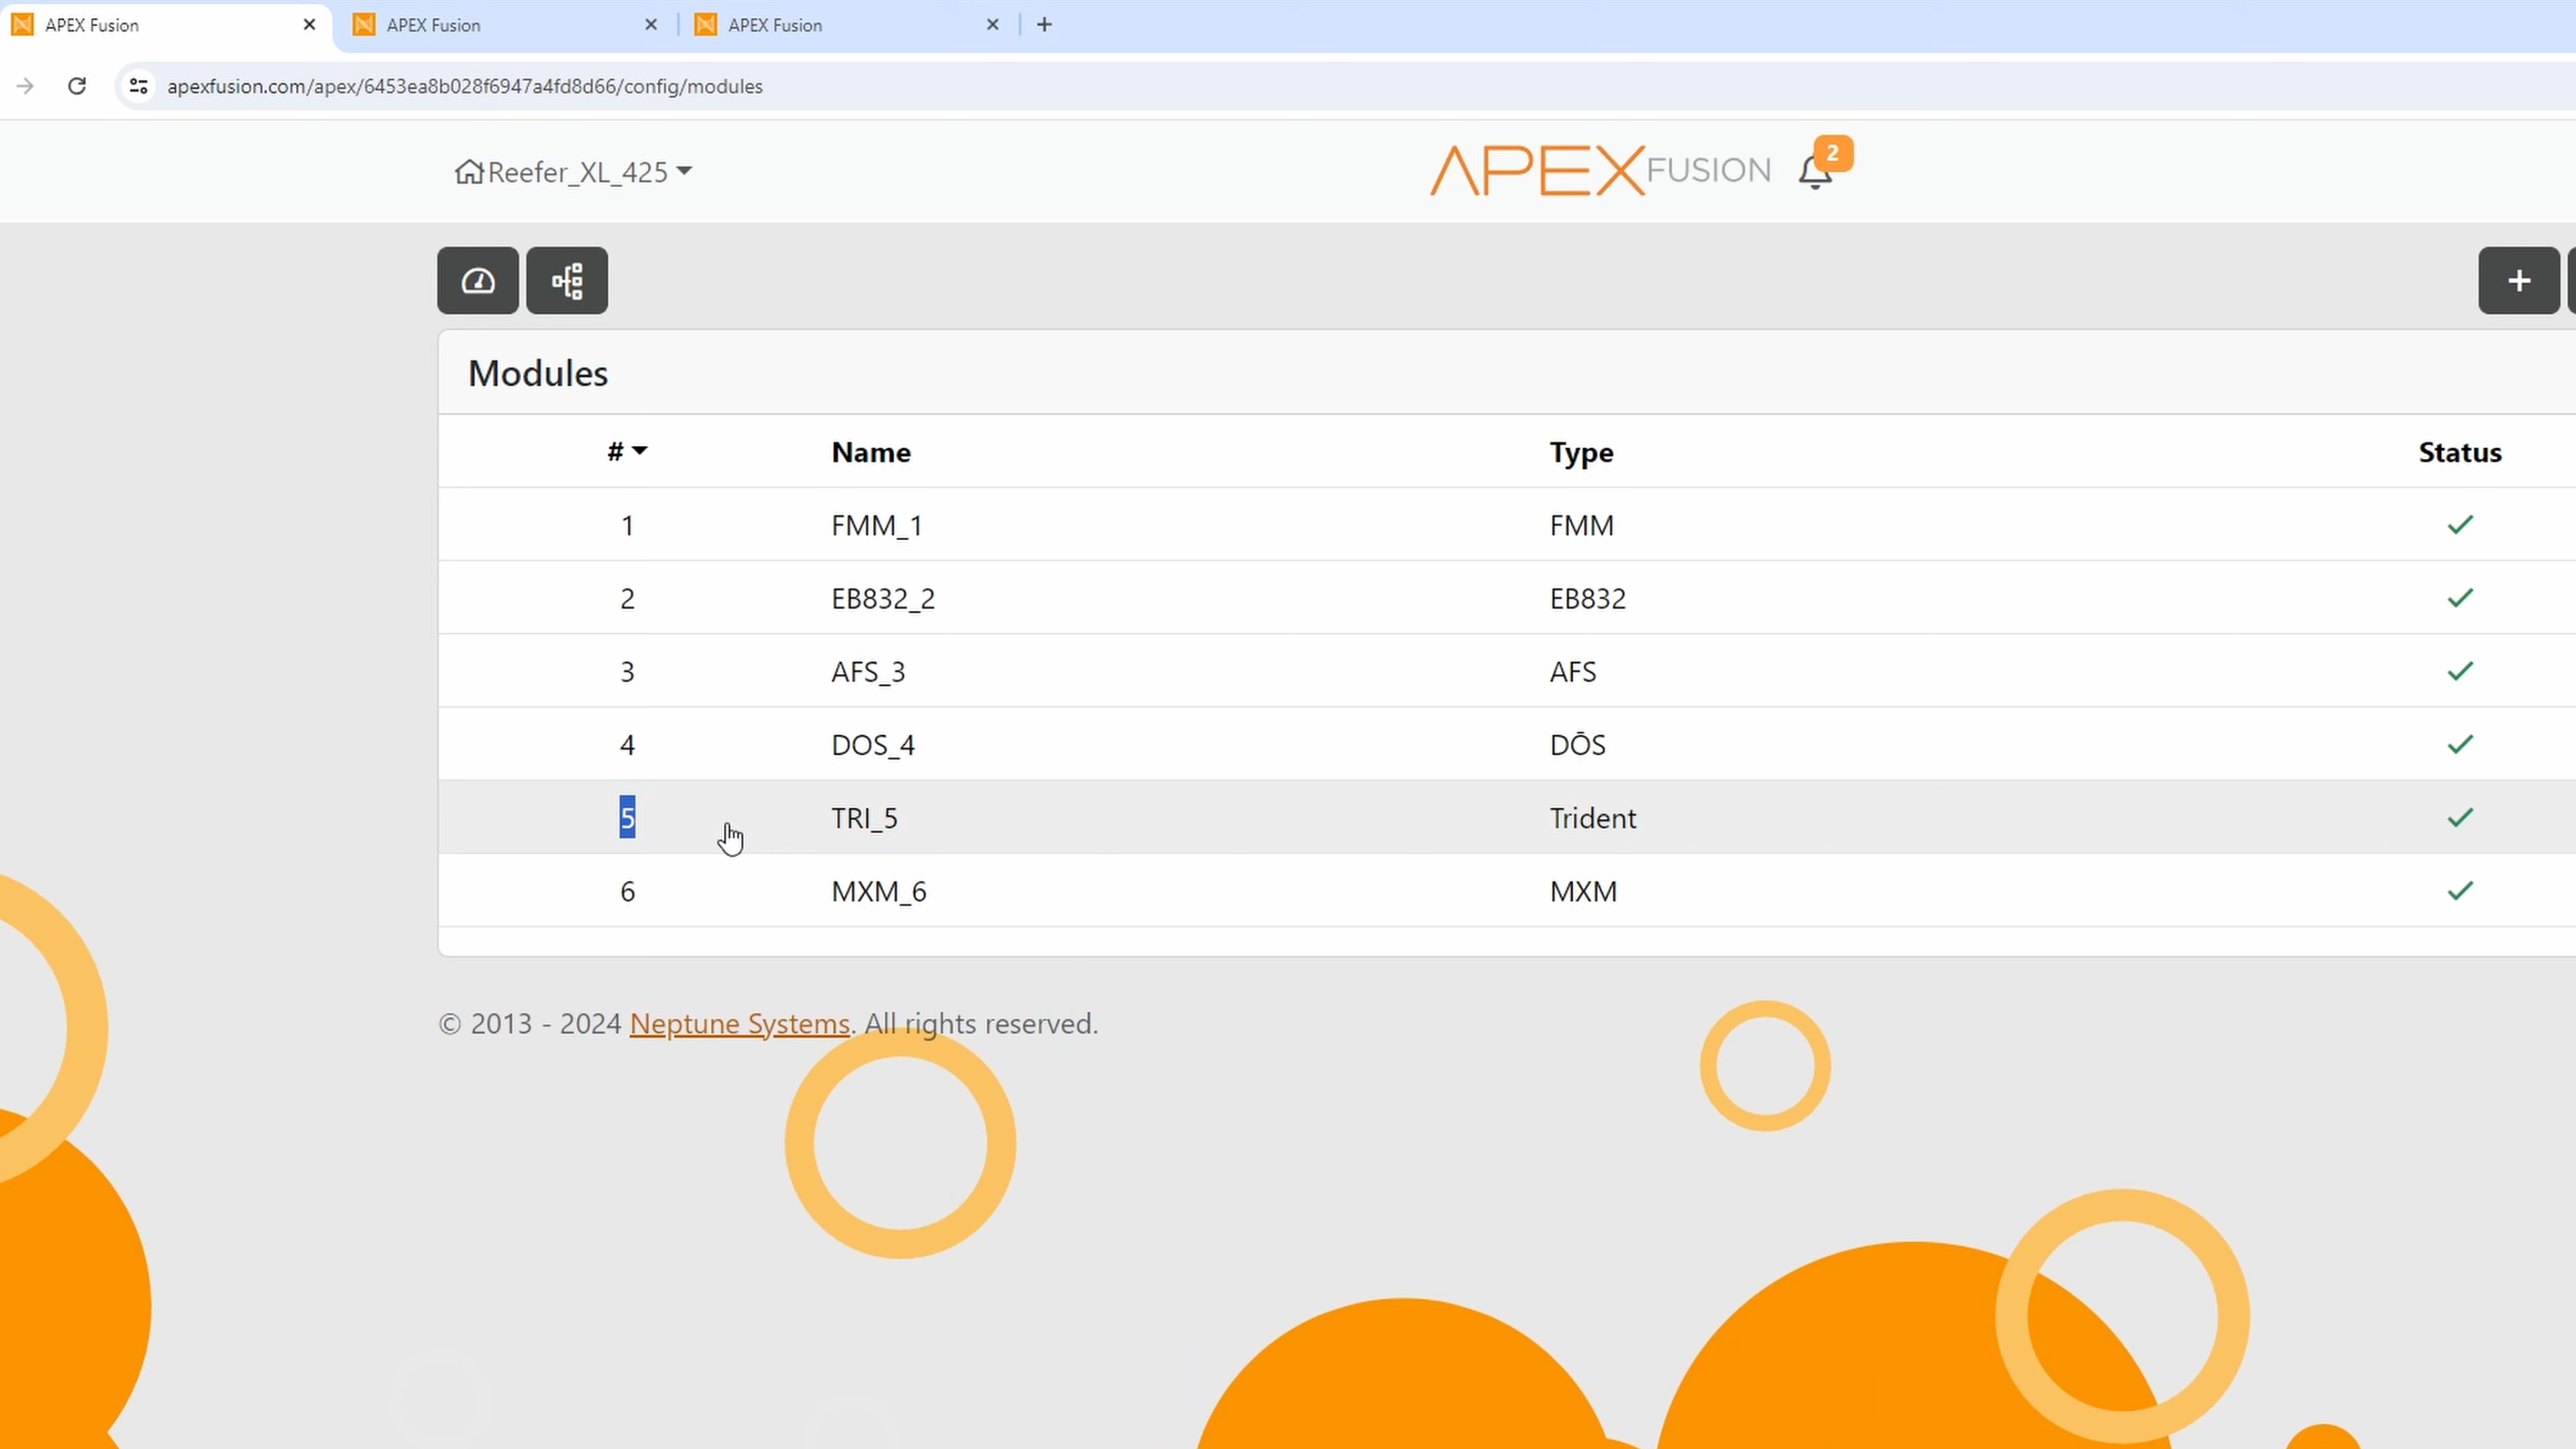 APEX Fusion
APEX Fusion
APEX Fusion
apexfusion.com/apex/6453ea8b028f6947a4fd8d66/config/modules
Reefer_XL_425
APEX FUSION
2
Modules
# Name Type Status
1 FMM_1 FMM
2 EB832_2 EB832
3 AFS_3 AFS
4 DOS_4 DŌS
5 TRI_5 Trident
6 MXM_6 MXM
© 2013 - 2024 Neptune Systems. All rights reserved.